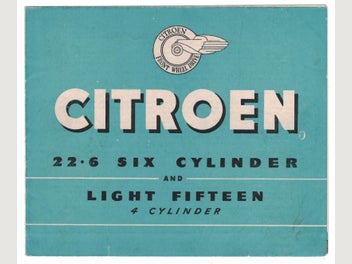 CITROEN
FRONT WHEEL DRIVE
CITROEN
22·6 SIX CYLINDER
AND
LIGHT FIFTEEN
4 CYLINDER